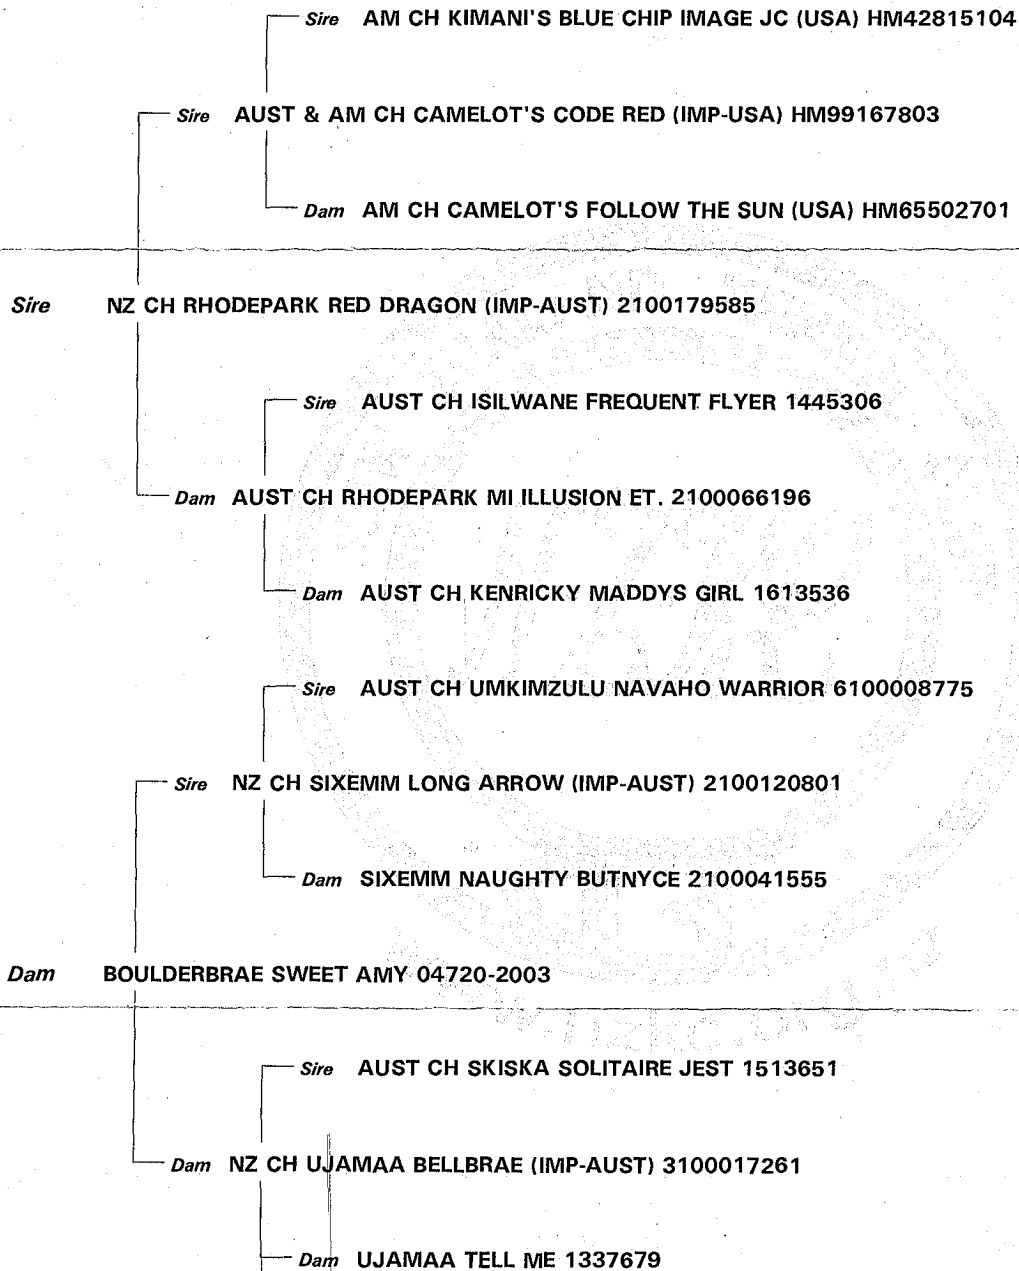 Sire AM CH KIMANI'S BLUE CHIP IMAGE JC (USA) HM42815104
Sire AUST & AM CH CAMELOT'S CODE RED (IMP-USA) HM99167803
Dam AM CH CAMELOT'S FOLLOW THE SUN (USA) HM65502701
Sire NZ CH RHODEPARK RED DRAGON (IMP-AUST) 2100179585
Sire AUST CH ISILWANE FREQUENT FLYER 1445306
Dam AUST CH RHODEPARK MI ILLUSION ET. 2100066196
Dam AUST CH KENRICKY MADDYS GIRL 1613536
Sire AUST CH UMKIMZULU NAVAHO WARRIOR 6100008775
Sire NZ CH SIXEMM LONG ARROW (IMP-AUST) 2100120801
Dam SIXEMM NAUGHTY BUTNYCE 2100041555
Dam BOULDERBRAE SWEET AMY 04720-2003
Sire AUST CH SKISKA SOLITAIRE JEST 1513651
Dam NZ CH UJAMAA BELLBRAE (IMP-AUST) 3100017261
Dam UJAMAA TELL ME 1337679